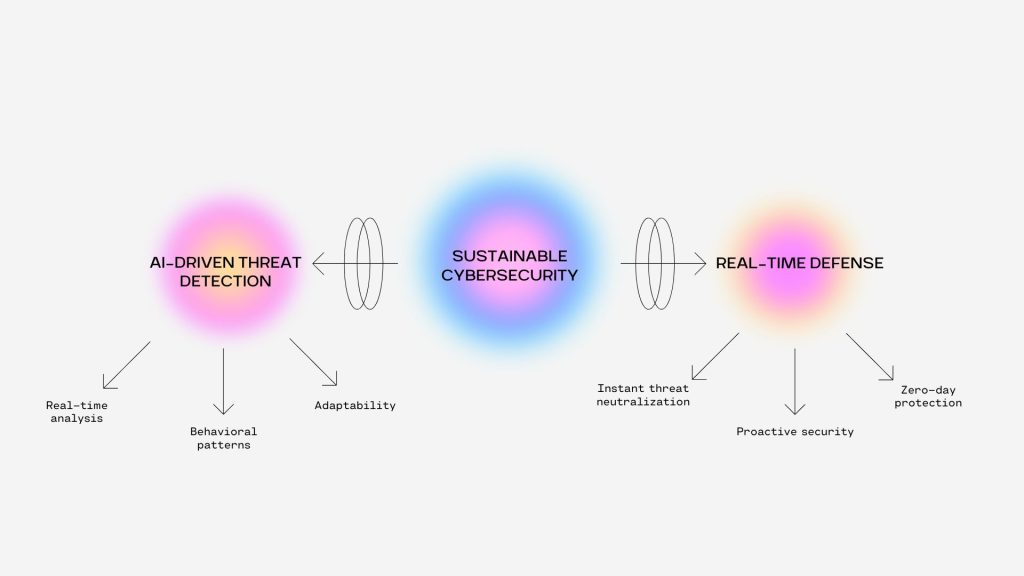 AI-DRIVEN THREAT
DETECTION
SUSTAINABLE
CYBERSECURITY
REAL-TIME DEFENSE
Real-time
analysis
Behavioral
patterns
Adaptability
Instant threat
neutralization
Proactive security
Zero-day
protection